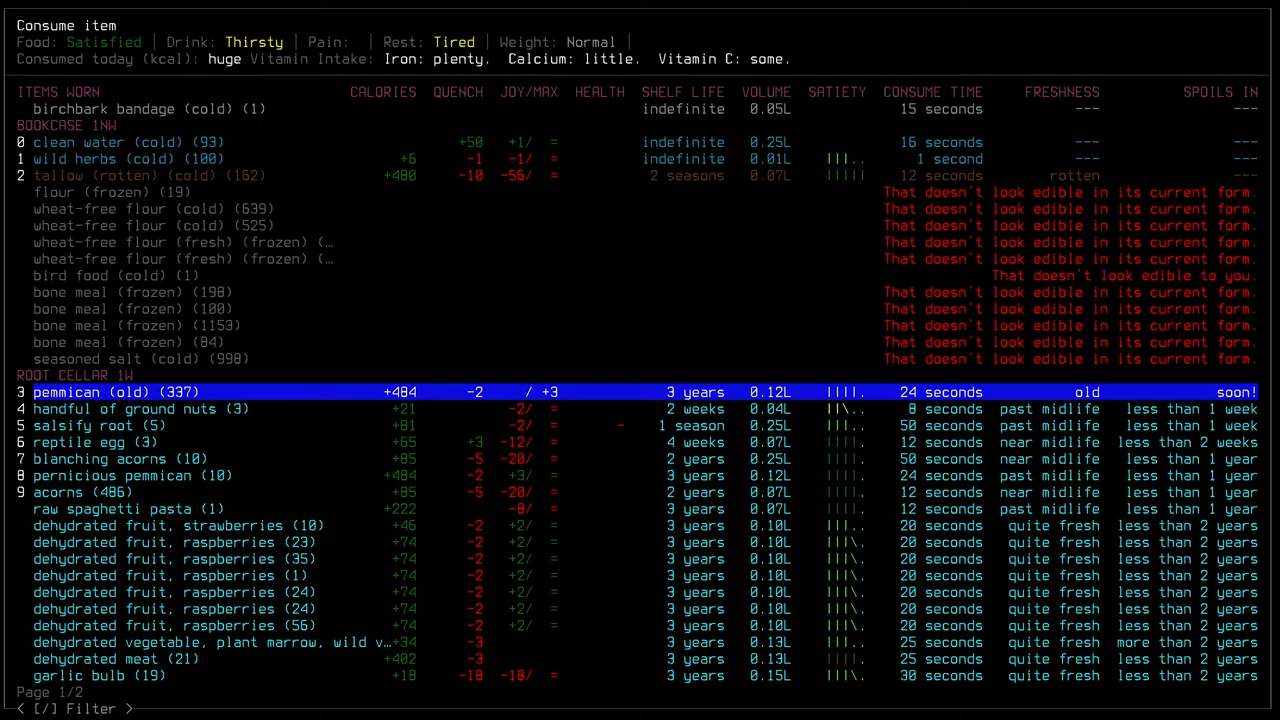 Consume item
Food: Satisfied | Drink: Thirsty | Pain: | Rest: Tired | Weight: Normal |
Consumed today (kcal): huge Vitamin Intake: Iron: plenty. Calcium: little. Vitamin C: some.
ITEMS WORN CALORIES QUENCH JOY/MAX HEALTH SHELF LIFE VOLUME SATIETY CONSUME TIME FRESHNESS SPOILS IN
birchbark bandage (cold) (1) indefinite 0.05L 15 seconds ---  ---
BOOKCASE 1NW
0 clean water (cold) (93) +50 +1/ = indefinite 0.25L 16 seconds --- ---
1 wild herbs (cold) (100) +6 -1 -1/ = indefinite 0.01L |||.. 1 second --- ---
2 tallow (rotten) (cold) (162) +480 -10 -56/ = 2 seasons 0.07L ||||| 12 seconds rotten ---
flour (frozen) (19) That doesn't look edible in its current form.
wheat-free flour (cold) (639) That doesn't look edible in its current form.
wheat-free flour (cold) (525) That doesn't look edible in its current form.
wheat-free flour (fresh) (frozen) (… That doesn't look edible in its current form.
wheat-free flour (fresh) (frozen) (… That doesn't look edible in its current form.
bird food (cold) (1) That doesn't look edible to you.
bone meal (frozen) (198) That doesn't look edible in its current form.
bone meal (frozen) (100) That doesn't look edible in its current form.
bone meal (frozen) (1153) That doesn't look edible in its current form.
bone meal (frozen) (84) That doesn't look edible in its current form.
seasoned salt (cold) (998) That doesn't look edible in its current form.
ROOT CELLAR 1W
3 pemmican (old) (337) +484 -2 / +3 3 years 0.12L ||||. 24 seconds old soon!
4 handful of ground nuts (3) +21 -2/ = 2 weeks 0.04L ||\.. 8 seconds past midlife less than 1 week
5 salsify root (5) +81 -2/ = - 1 season 0.25L |||.. 50 seconds past midlife less than 1 week
6 reptile egg (3) +65 +3 -12/ = 4 weeks 0.07L ||||. 12 seconds near midlife less than 2 weeks
7 blanching acorns (10) +85 -5 -20/ = 2 years 0.25L ||||. 50 seconds near midlife less than 1 year
8 pernicious pemmican (10) +484 -2 +3/ = 3 years 0.12L ||||. 24 seconds past midlife less than 1 year
9 acorns (486) +85 -5 -20/ = 2 years 0.07L ||||. 12 seconds near midlife less than 1 year
raw spaghetti pasta (1) +222 -8/ = 3 years 0.07L ||||. 12 seconds past midlife less than 1 year
dehydrated fruit, strawberries (10) +46 -2 +2/ = 3 years 0.10L |||.. 20 seconds quite fresh less than 2 years
dehydrated fruit, raspberries (23) +74 -2 +2/ = 3 years 0.10L |||\. 20 seconds quite fresh less than 2 years
dehydrated fruit, raspberries (35) +74 -2 +2/ = 3 years 0.10L |||\. 20 seconds quite fresh less than 2 years
dehydrated fruit, raspberries (1) +74 -2 +2/ = 3 years 0.10L |||\. 20 seconds quite fresh less than 2 years
dehydrated fruit, raspberries (24) +74 -2 +2/ = 3 years 0.10L |||\. 20 seconds quite fresh less than 2 years
dehydrated fruit, raspberries (24) +74 -2 +2/ = 3 years 0.10L |||\. 20 seconds quite fresh less than 2 years
dehydrated fruit, raspberries (56) +74 -2 +2/ = 3 years 0.10L |||\. 20 seconds quite fresh less than 2 years
dehydrated vegetable, plant marrow, wild v…+34 -3 3 years 0.13L ||\.. 25 seconds quite fresh more than 2 years
dehydrated meat (21) +402 -3 3 years 0.13L ||||. 25 seconds quite fresh less than 2 years
garlic bulb (19) +18 -18 -18/ = 3 years 0.15L |||\. 30 seconds quite fresh less than 2 years
Page 1/2
< [/] Filter >